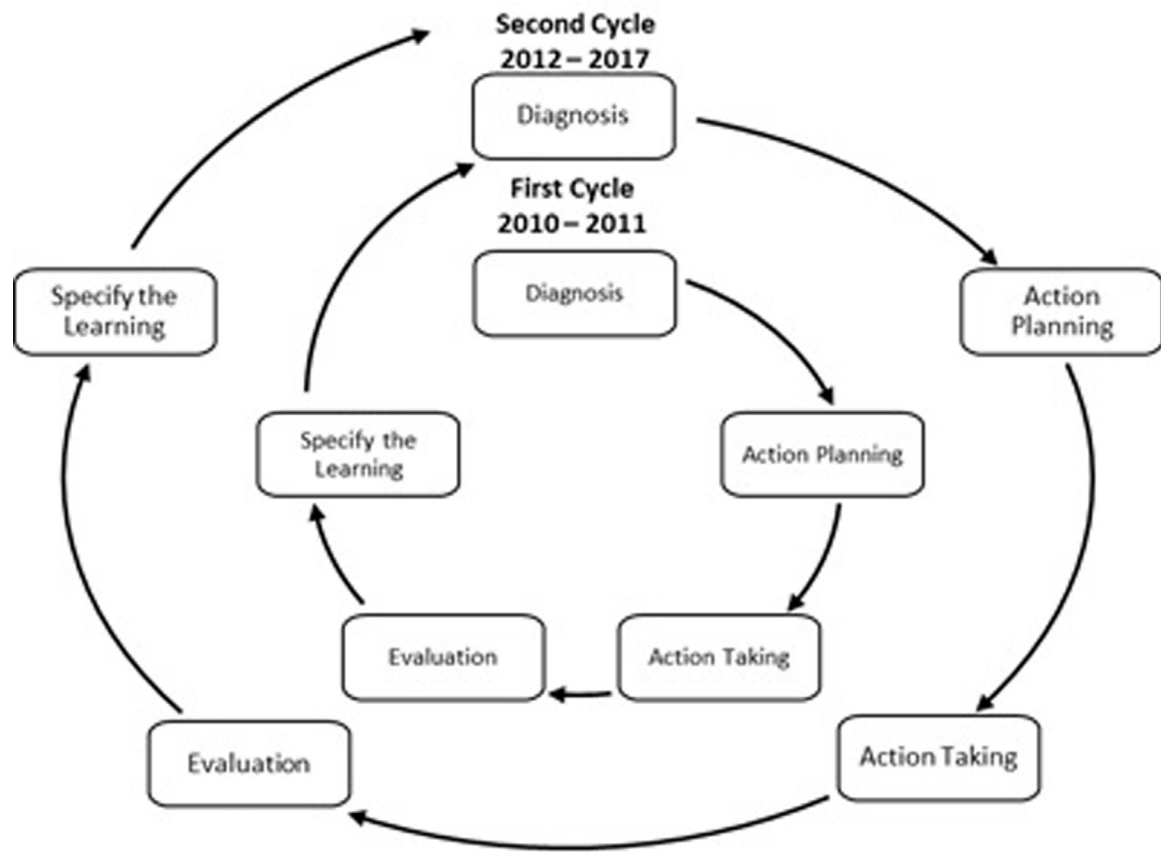 Second Cycle
2012 – 2017
Diagnosis
First Cycle
2010 – 2011
Diagnosis
Specify the
Learning
Action
Planning
Specify the
Learning
Action Planning
Evaluation
Action Taking
Evaluation
Action Taking